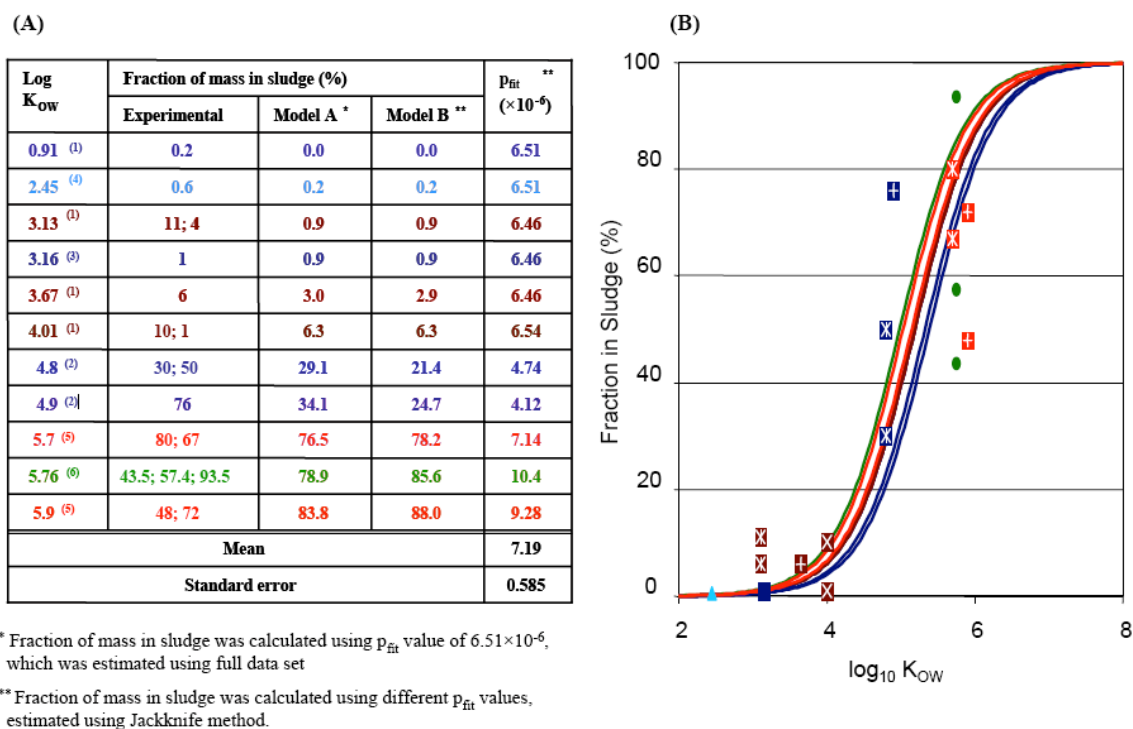 (A)
(B)
Log K_OW | Fraction of mass in sludge (%) | p_fit ** (×10⁻⁶)
Experimental | Model A * | Model B **
0.91 (1) | 0.2 | 0.0 | 0.0 | 6.51
2.45 (4) | 0.6 | 0.2 | 0.2 | 6.51
3.13 (1) | 11; 4 | 0.9 | 0.9 | 6.46
3.16 (3) | 1 | 0.9 | 0.9 | 6.46
3.67 (1) | 6 | 3.0 | 2.9 | 6.46
4.01 (1) | 10; 1 | 6.3 | 6.3 | 6.54
4.8 (2) | 30; 50 | 29.1 | 21.4 | 4.74
4.9 (2) | 76 | 34.1 | 24.7 | 4.12
5.7 (5) | 80; 67 | 76.5 | 78.2 | 7.14
5.76 (6) | 43.5; 57.4; 93.5 | 78.9 | 85.6 | 10.4
5.9 (5) | 48; 72 | 83.8 | 88.0 | 9.28
Mean | 7.19
Standard error | 0.585
* Fraction of mass in sludge was calculated using p_fit value of 6.51×10⁻⁶,
which was estimated using full data set
** Fraction of mass in sludge was calculated using different p_fit values,
estimated using Jackknife method.
Fraction in Sludge (%)
100
80
60
40
20
0
2 4 6 8
log₁₀ K_OW